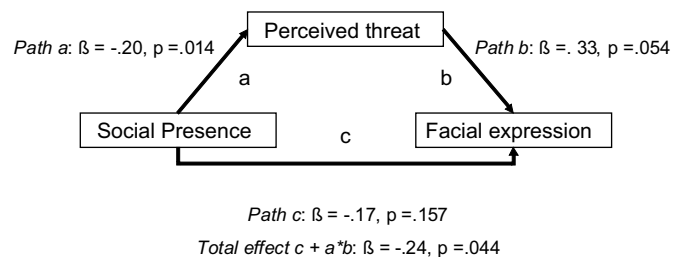 Perceived threat
Path a: ß = -.20, p =.014
Path b: ß =. 33, p =.054
a
b
Social Presence
c
Facial expression
Path c: ß = -.17, p =.157
Total effect c + a*b: ß = -.24, p =.044